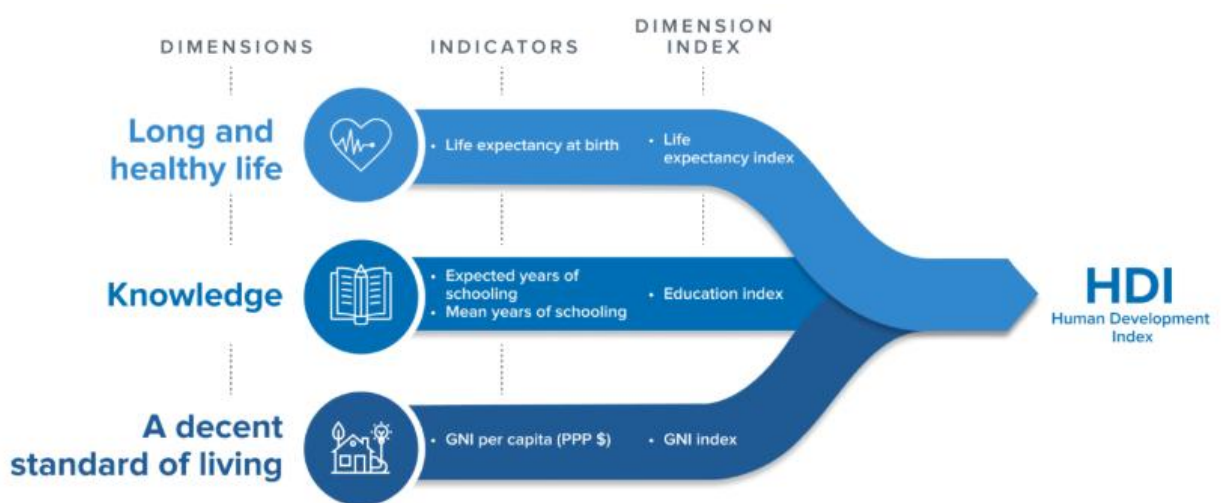 DIMENSIONS
INDICATORS
DIMENSION
INDEX
Long and
healthy life
• Life expectancy at birth
• Life
expectancy index
Knowledge
• Expected years of
schooling
• Mean years of schooling
• Education index
A decent
standard of living
• GNI per capita (PPP $)
• GNI index
HDI
Human Development
Index